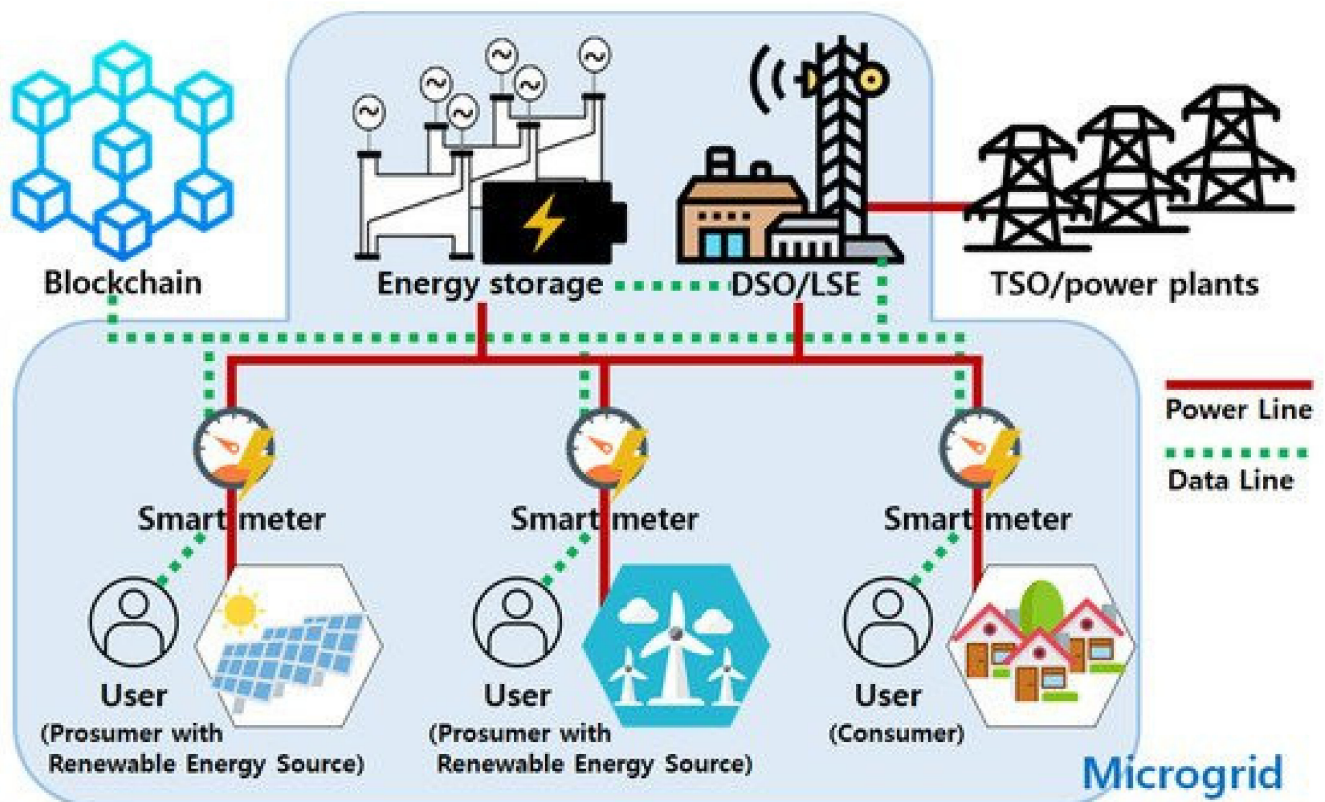 Blockchain
Energy storage
DSO/LSE
TSO/power plants
Power Line
Data Line
Smart meter
Smart meter
Smart meter
User
(Prosumer with
Renewable Energy Source)
User
(Prosumer with
Renewable Energy Source)
User
(Consumer)
Microgrid